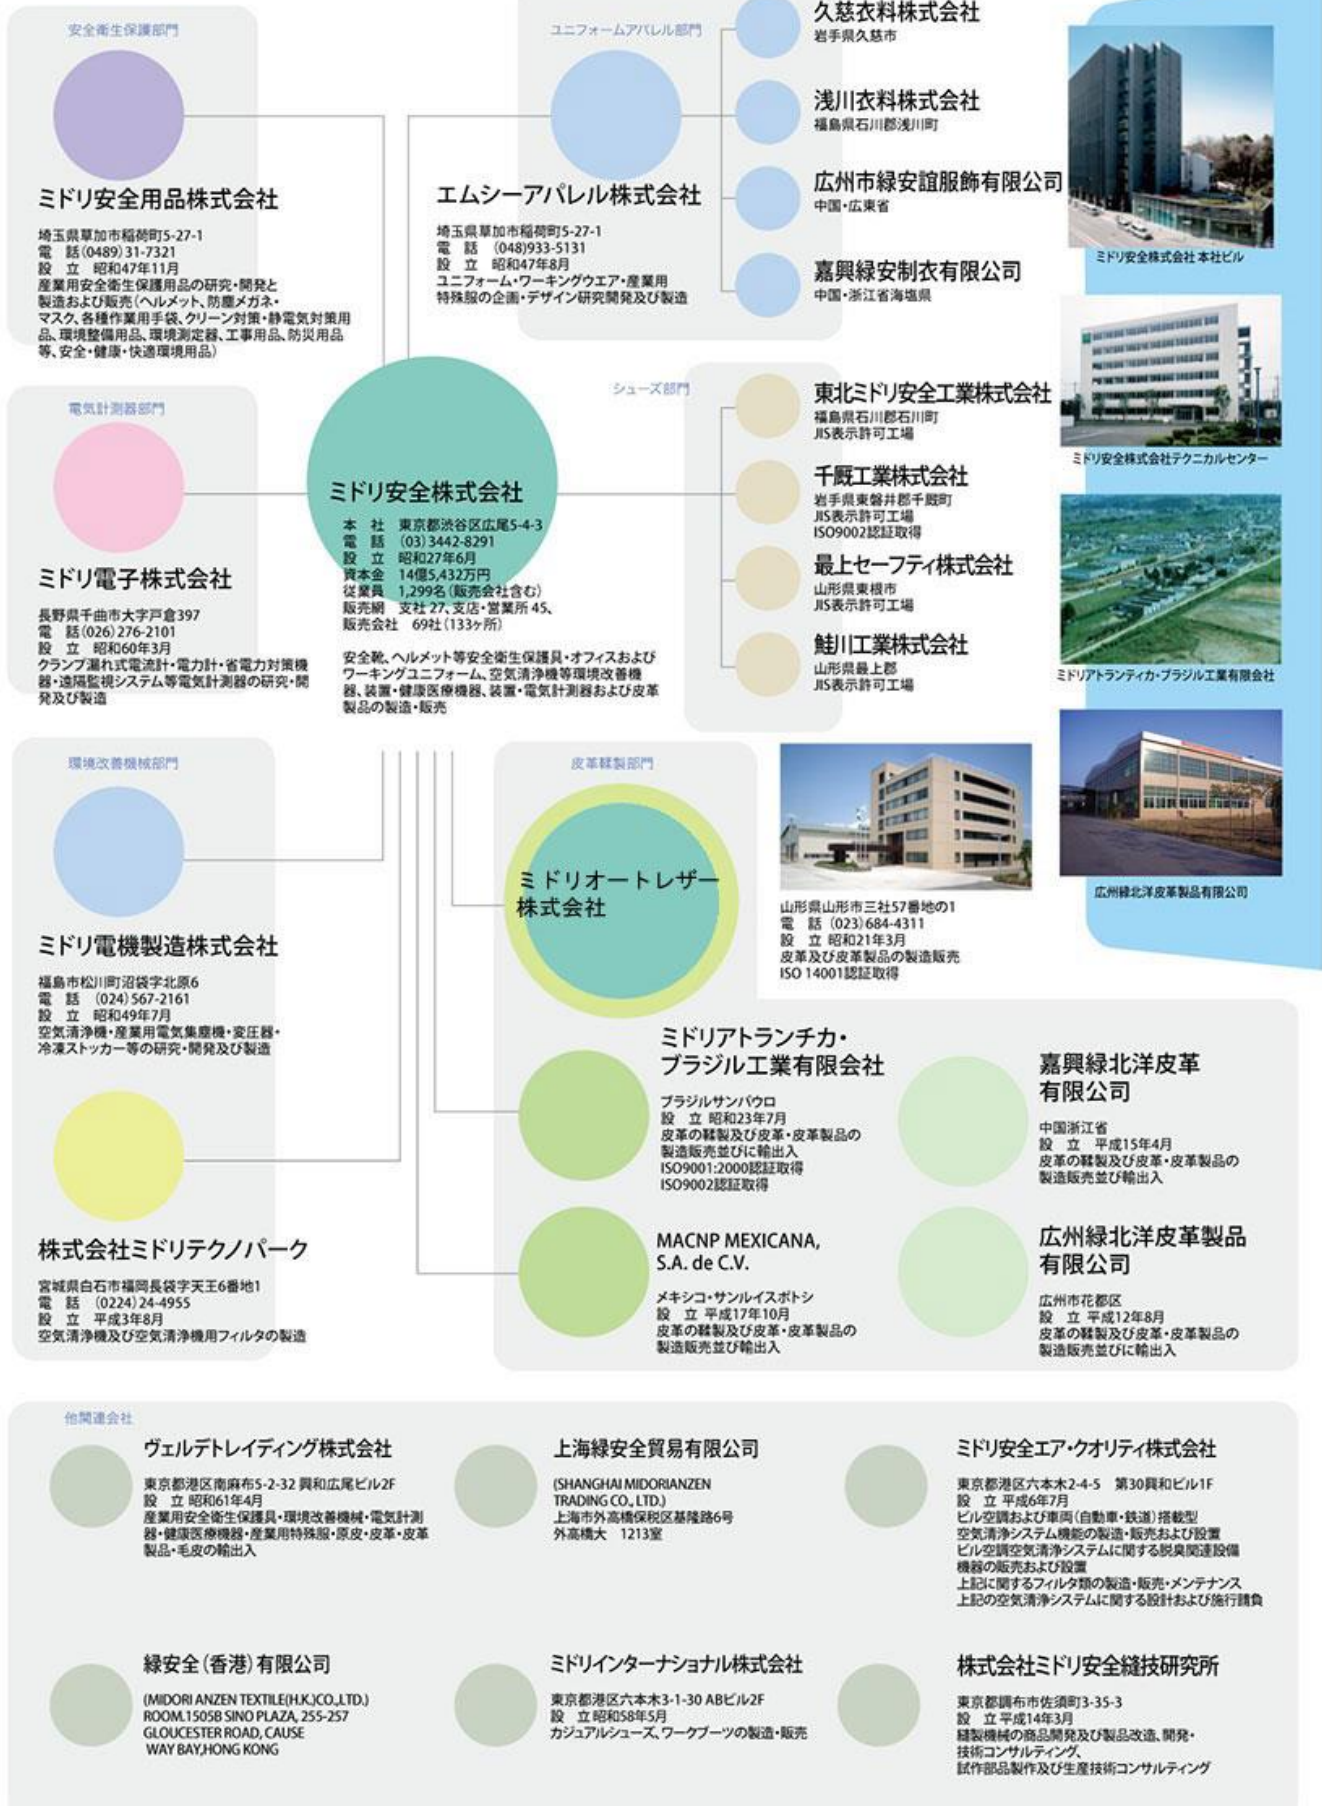 安全衛生保護部門
ミドリ安全用品株式会社
埼玉県草加市稲荷町5-27-1
電　話(0489)31-7321
設　立　昭和47年11月
産業用安全衛生保護用品の研究・開発と
製造および販売(ヘルメット、防塵メガネ・
マスク、各種作業用手袋、クリーン対策・静電気対策用
品、環境整備用品、環境測定器、工事用品、防災用品
等、安全・健康・快適環境用品)
ユニフォームアパレル部門
エムシーアパレル株式会社
埼玉県草加市稲荷町5-27-1
電　話　(048)933-5131
設　立　昭和47年8月
ユニフォーム・ワーキングウエア・産業用
特殊服の企画・デザイン研究開発及び製造
久慈衣料株式会社
岩手県久慈市
浅川衣料株式会社
福島県石川郡浅川町
広州市緑安誼服飾有限公司
中国・広東省
嘉興緑安制衣有限公司
中国・浙江省海塩県
ミドリ安全株式会社 本社ビル
ミドリ安全株式会社テクニカルセンター
ミドリアトランティカ・ブラジル工業有限会社
広州緑北洋皮革製品有限公司
電気計測器部門
ミドリ電子株式会社
長野県千曲市大字戸倉397
電　話(026)276-2101
設　立　昭和60年3月
クランプ漏れ式電流計・電力計・省電力対策機
器・遠隔監視システム等電気計測器の研究・開
発及び製造
ミドリ安全株式会社
本　社　東京都渋谷区広尾5-4-3
電　話　(03)3442-8291
設　立　昭和27年6月
資本金　14億5,432万円
従業員　1,299名(販売会社含む)
販売網　支社 27、支店・営業所 45、
販売会社　69社(133ヶ所)
安全靴、ヘルメット等安全衛生保護具・オフィスおよび
ワーキングユニフォーム、空気清浄機等環境改善機
器、装置・健康医療機器、装置・電気計測器および皮革
製品の製造・販売
シューズ部門
東北ミドリ安全工業株式会社
福島県石川郡石川町
JIS表示許可工場
千厩工業株式会社
岩手県東磐井郡千厩町
JIS表示許可工場
ISO9002認証取得
最上セーフティ株式会社
山形県東根市
JIS表示許可工場
鮭川工業株式会社
山形県最上郡
JIS表示許可工場
環境改善機械部門
ミドリ電機製造株式会社
福島市松川町沼袋字北原6
電　話　(024)567-2161
設　立　昭和49年7月
空気清浄機・産業用電気集塵機・変圧器・
冷凍ストッカー等の研究・開発及び製造
株式会社ミドリテクノパーク
宮城県白石市福岡長袋字天王6番地1
電　話　(0224)24-4955
設　立　平成3年8月
空気清浄機及び空気清浄機用フィルタの製造
皮革鞣製部門
ミドリオートレザー
株式会社
山形県山形市三社57番地の1
電　話 (023)684-4311
設　立 昭和21年3月
皮革及び皮革製品の製造販売
ISO 14001認証取得
ミドリアトランチカ・
ブラジル工業有限会社
ブラジルサンパウロ
設　立 昭和23年7月
皮革の鞣製及び皮革・皮革製品の
製造販売並びに輸出入
ISO9001:2000認証取得
ISO9002認証取得
嘉興緑北洋皮革
有限公司
中国浙江省
設　立　平成15年4月
皮革の鞣製及び皮革・皮革製品の
製造販売並び輸出入
MACNP MEXICANA,
S.A. de C.V.
メキシコ・サンルイスポトシ
設　立 平成17年10月
皮革の鞣製及び皮革・皮革製品の
製造販売並び輸出入
広州緑北洋皮革製品
有限公司
広州市花都区
設　立 平成12年8月
皮革の鞣製及び皮革・皮革製品の
製造販売並びに輸出入
他関連会社
ヴェルデトレイディング株式会社
東京都港区南麻布5-2-32 興和広尾ビル2F
設　立 昭和61年4月
産業用安全衛生保護具・環境改善機械・電気計測
器・健康医療機器・産業用特殊服・原皮・皮革・皮革
製品・毛皮の輸出入
上海緑安全貿易有限公司
(SHANGHAI MIDORIANZEN
TRADING CO., LTD.)
上海市外高橋保税区基隆路6号
外高橋大　1213室
ミドリ安全エア・クオリティ株式会社
東京都港区六本木2-4-5　第30興和ビル1F
設　立 平成6年7月
ビル空調および車両(自動車・鉄道)搭載型
空気清浄システム機能の製造・販売および設置
ビル空調空気清浄システムに関する脱臭関連設備
機器の販売および設置
上記に関するフィルタ類の製造・販売・メンテナンス
上記の空気清浄システムに関する設計および施行請負
緑安全(香港)有限公司
(MIDORI ANZEN TEXTILE(H.K.)CO.,LTD.)
ROOM.1505B SINO PLAZA, 255-257
GLOUCESTER ROAD, CAUSE
WAY BAY,HONG KONG
ミドリインターナショナル株式会社
東京都港区六本木3-1-30 ABビル2F
設　立 昭和58年5月
カジュアルシューズ、ワークブーツの製造・販売
株式会社ミドリ安全縫技研究所
東京都調布市佐須町3-35-3
設　立 平成14年3月
縫製機械の商品開発及び製品改造、開発・
技術コンサルティング、
試作部品製作及び生産技術コンサルティング